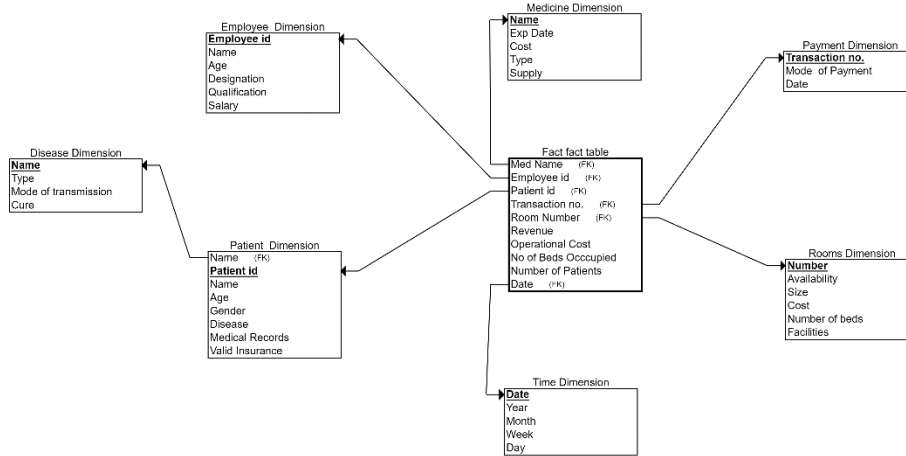 Employee  Dimension
Employee id
Name
Age
Designation
Qualification
Salary
Medicine Dimension
Name
Exp Date
Cost
Type
Supply
Payment Dimension
Transaction no.
Mode  of Payment
Date
Disease Dimension
Name
Type
Mode of transmission
Cure
Fact fact table
Med Name (FK)
Employee id (FK)
Patient id (FK)
Transaction no. (FK)
Room Number (FK)
Revenue
Operational Cost
No of Beds Occcupied
Number of Patients
Date (FK)
Patient  Dimension
Name (FK)
Patient id
Name
Age
Gender
Disease
Medical Records
Valid Insurance
Rooms Dimension
Number
Availability
Size
Cost
Number of beds
Facilities
Time Dimension
Date
Year
Month
Week
Day